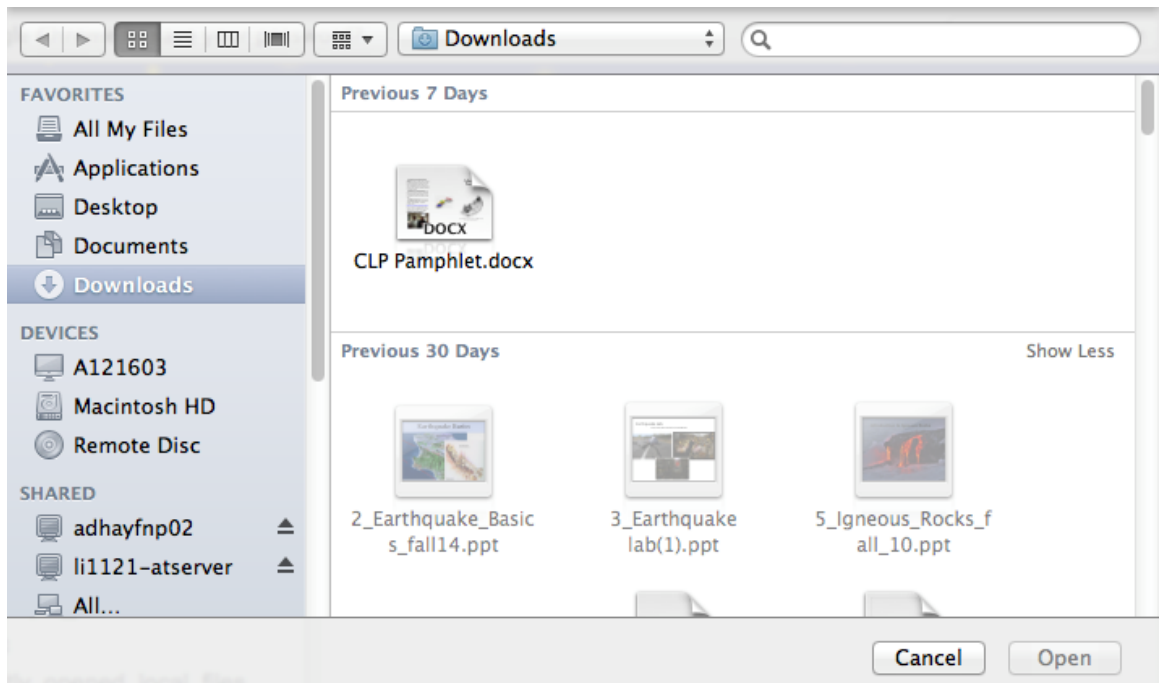 Downloads
FAVORITES
All My Files
Applications
Desktop
Documents
Downloads
DEVICES
A121603
Macintosh HD
Remote Disc
SHARED
adhayfnp02
li1121-atserver
All...
Previous 7 Days
DOCX
CLP Pamphlet.docx
Previous 30 Days
Show Less
2_Earthquake_Basic
s_fall14.ppt
3_Earthquake
lab(1).ppt
5_Igneous_Rocks_f
all_10.ppt
Cancel
Open